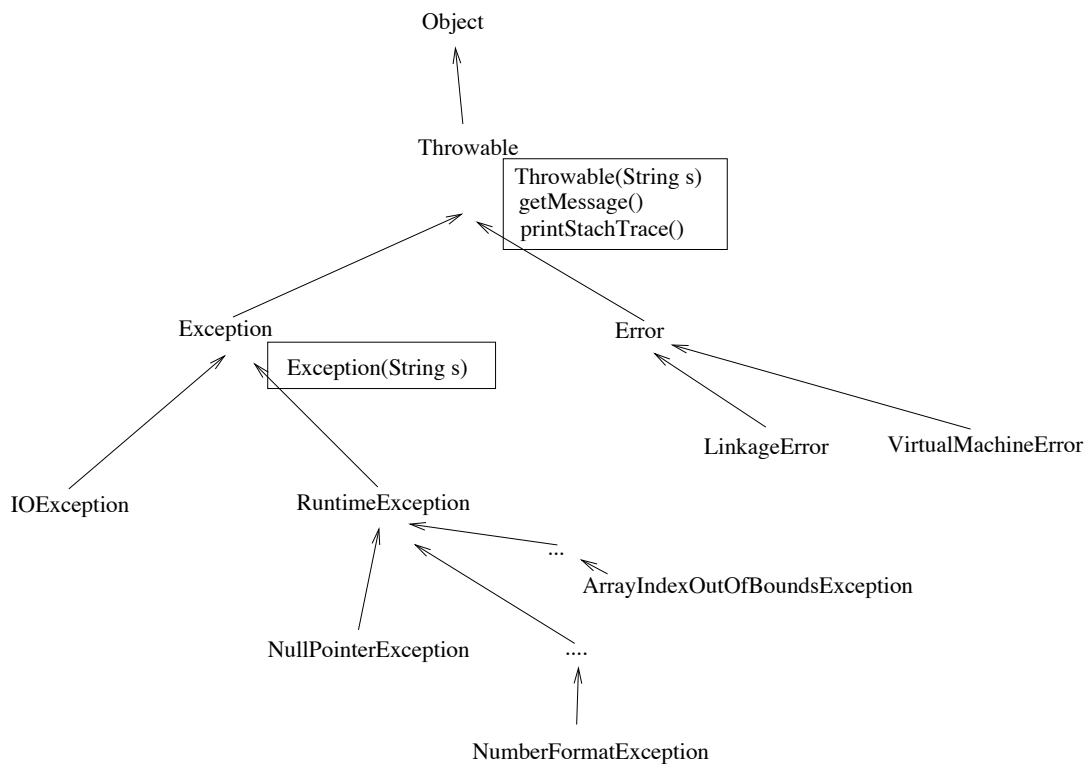 Object
Throwable
Throwable(String s)
getMessage()
printStachTrace()
Exception
Error
Exception(String s)
LinkageError
VirtualMachineError
IOException
RuntimeException
...
ArrayIndexOutOfBoundsException
NullPointerException
....
NumberFormatException